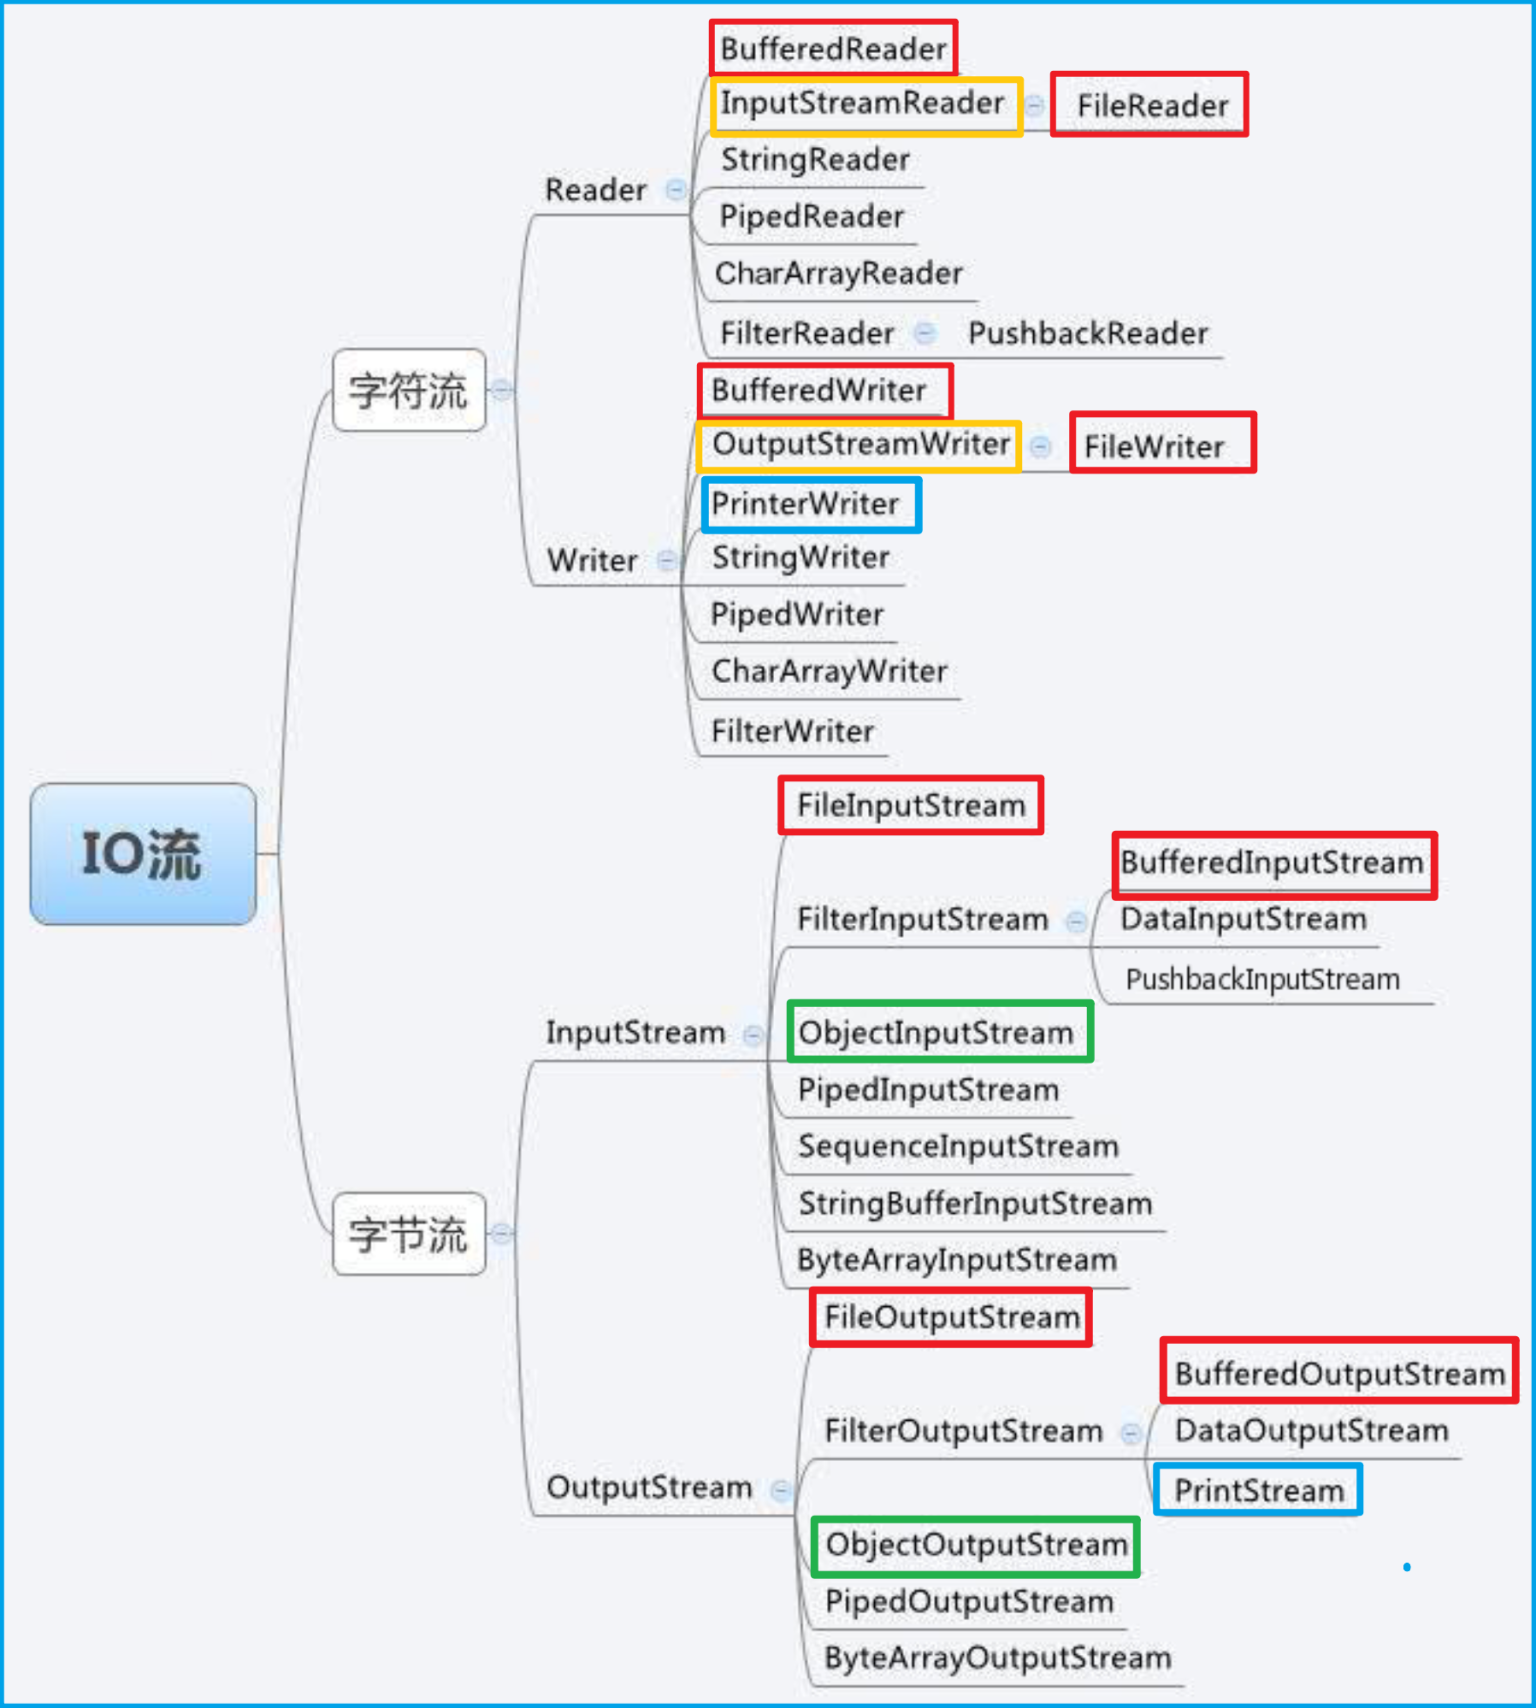 BufferedReader
InputStreamReader
FileReader
StringReader
Reader
PipedReader
CharArrayReader
FilterReader
PushbackReader
字符流
BufferedWriter
OutputStreamWriter
FileWriter
PrinterWriter
Writer
StringWriter
PipedWriter
CharArrayWriter
FilterWriter
IO流
FileInputStream
BufferedInputStream
FilterInputStream
DataInputStream
PushbackInputStream
InputStream
ObjectInputStream
PipedInputStream
SequenceInputStream
StringBufferInputStream
字节流
ByteArrayInputStream
FileOutputStream
BufferedOutputStream
FilterOutputStream
DataOutputStream
OutputStream
PrintStream
ObjectOutputStream
PipedOutputStream
ByteArrayOutputStream